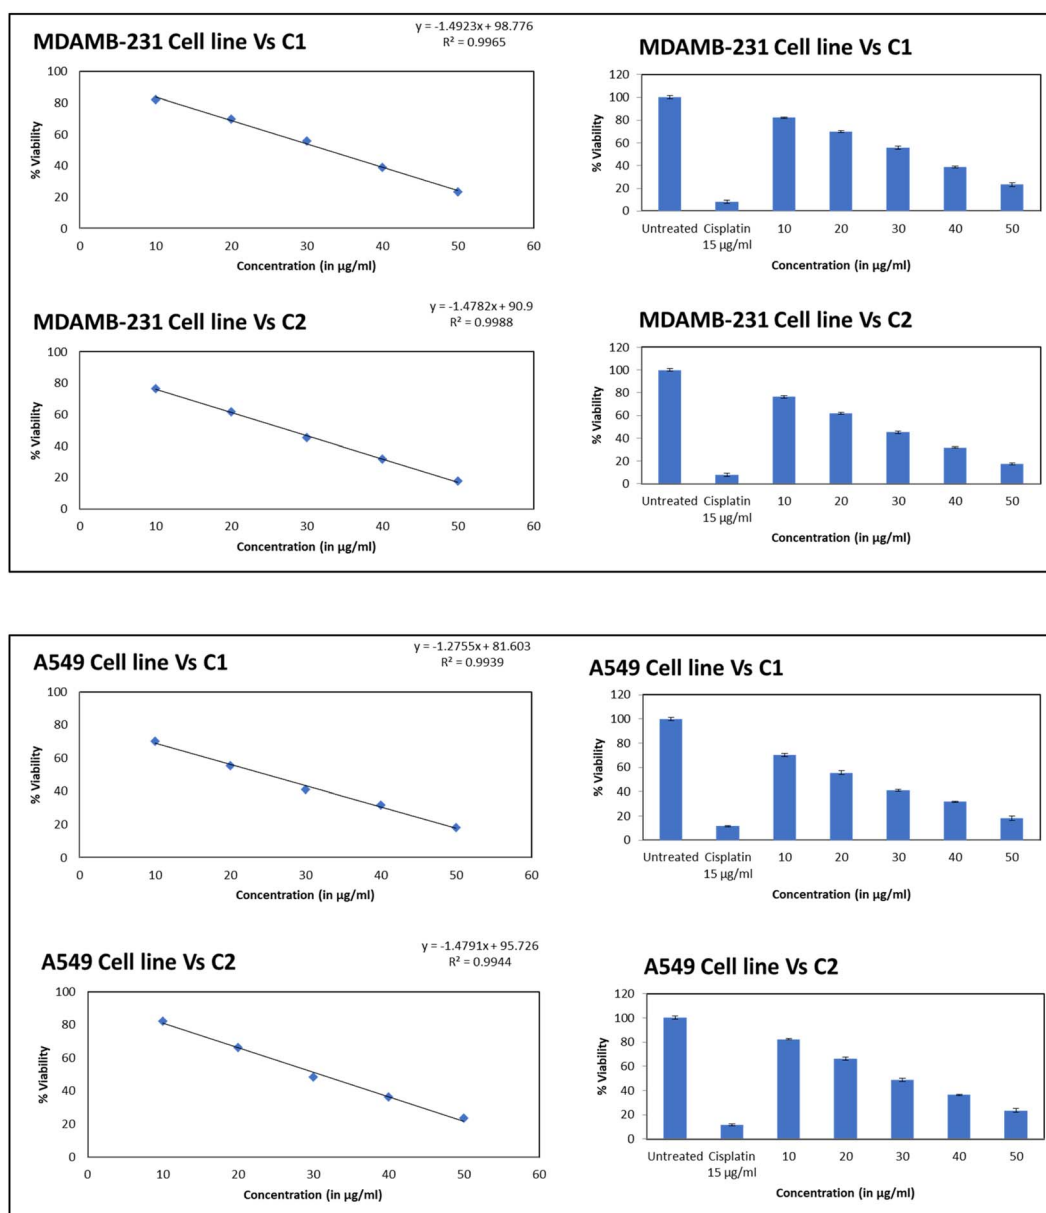 y = -1.4923x + 98.776
R² = 0.9965
MDAMB-231 Cell line Vs C1
100
80
60
40
20
0
% Viability
0 10 20 30 40 50 60
Concentration (in µg/ml)
MDAMB-231 Cell line Vs C1
120
100
80
60
40
20
0
% Viability
Untreated Cisplatin 10 20 30 40 50
15 µg/ml
Concentration (in µg/ml)
y = -1.4782x + 90.9
R² = 0.9988
MDAMB-231 Cell line Vs C2
100
80
60
40
20
0
% Viability
0 10 20 30 40 50 60
Concentration (in µg/ml)
MDAMB-231 Cell line Vs C2
120
100
80
60
40
20
0
% Viability
Untreated Cisplatin 10 20 30 40 50
15 µg/ml
Concentration (in µg/ml)
y = -1.2755x + 81.603
R² = 0.9939
A549 Cell line Vs C1
100
80
60
40
20
0
% Viability
0 10 20 30 40 50 60
Concentration (in µg/ml)
A549 Cell line Vs C1
120
100
80
60
40
20
0
% Viability
Untreated Cisplatin 10 20 30 40 50
15 µg/ml
Concentration (in µg/ml)
y = -1.4791x + 95.726
R² = 0.9944
A549 Cell line Vs C2
100
80
60
40
20
0
% Viability
0 10 20 30 40 50 60
Concentration (in µg/ml)
A549 Cell line Vs C2
120
100
80
60
40
20
0
% Viability
Untreated Cisplatin 10 20 30 40 50
15 µg/ml
Concentration (in µg/ml)